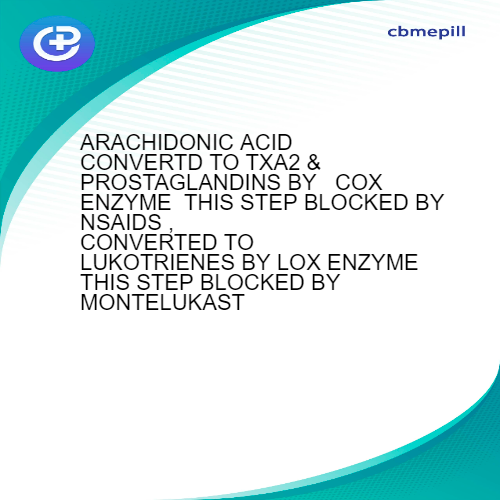 cbmepill
ARACHIDONIC ACID
CONVERTD TO TXA2 &
PROSTAGLANDINS BY   COX
ENZYME  THIS STEP BLOCKED BY
NSAIDS ,
CONVERTED TO
LUKOTRIENES BY LOX ENZYME
THIS STEP BLOCKED BY
MONTELUKAST